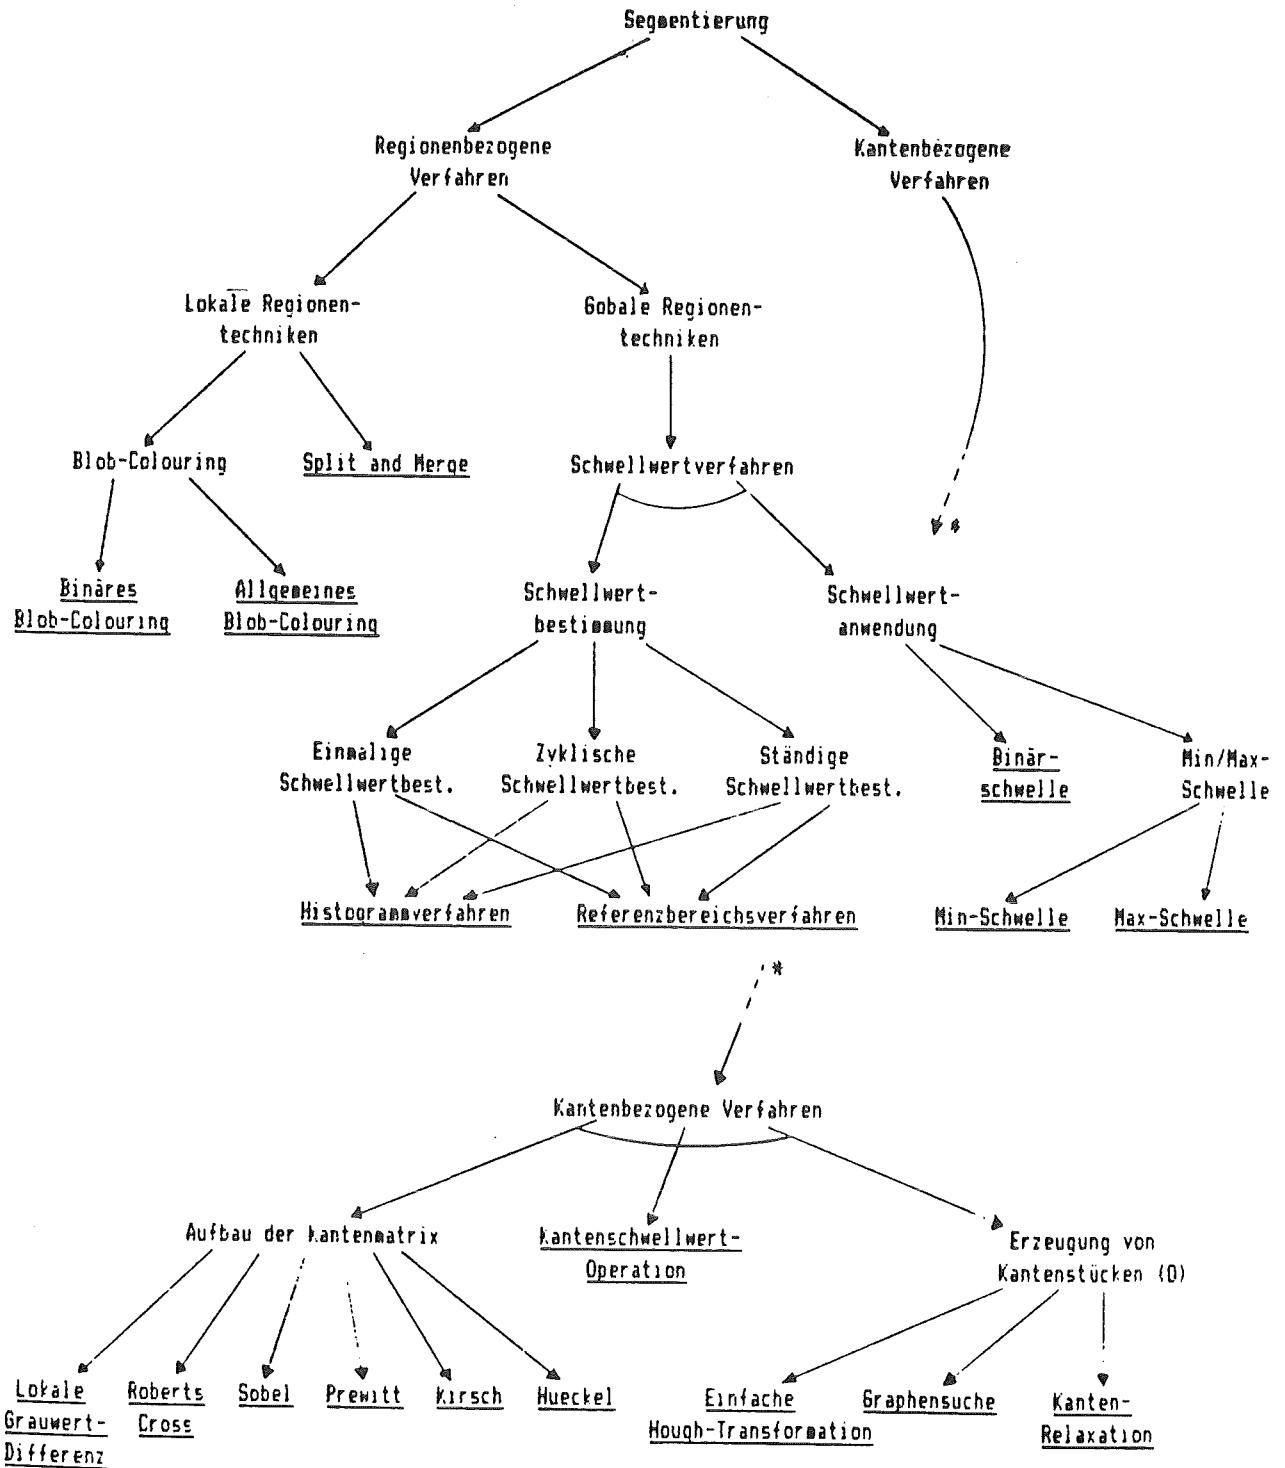 Segmentierung
Regionenbezogene
Verfahren
Kantenbezogene
Verfahren
Lokale Regionen-
techniken
Gobale Regionen-
techniken
Blob-Colouring
Split and Merge
Schwellwertverfahren
*
Binäres
Blob-Colouring
Allgemeines
Blob-Colouring
Schwellwert-
bestimmung
Schwellwert-
anwendung
Einmalige
Schwellwertbest.
Zyklische
Schwellwertbest.
Ständige
Schwellwertbest.
Binär-
schwelle
Min/Max-
Schwelle
Histogrammverfahren
Referenzbereichsverfahren
Min-Schwelle
Max-Schwelle
*
Kantenbezogene Verfahren
Aufbau der Kantenmatrix
Kantenschwellwert-
Operation
Erzeugung von
Kantenstücken (O)
Lokale
Grauwert-
Differenz
Roberts
Cross
Sobel
Prewitt
Kirsch
Hueckel
Einfache
Hough-Transformation
Graphensuche
Kanten-
Relaxation